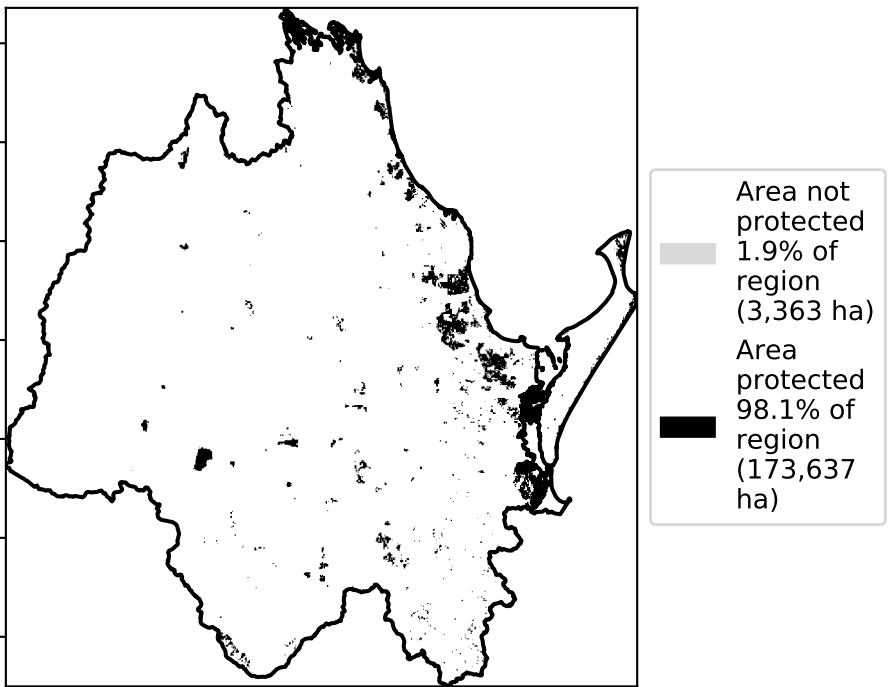 Area not
protected
1.9% of
region
(3,363 ha)
Area
protected
98.1% of
region
(173,637
ha)